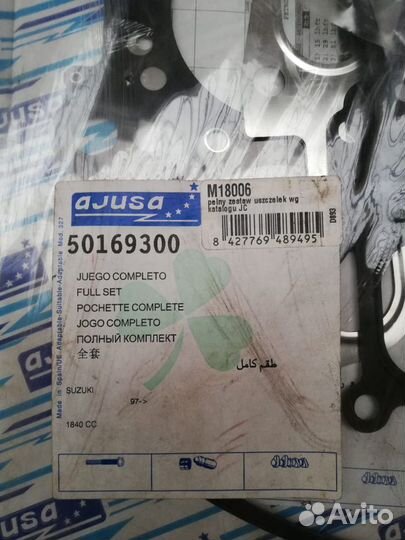 ajusa
50169300
JUEGO COMPLETO
FULL SET
POCHETTE COMPLETE
JOGO COMPLETO
ПОЛНЫЙ КОМПЛЕКТ
全套
طقم كامل
SUZUKI
97->
1840 CC
Made in Spain/UE-Adaptable-Suitable-Adaptable Mod. 327
M18006
pełny zestaw uszczelek wg
katalogu JC
8 427769 489495
D093
ajusa
Avito